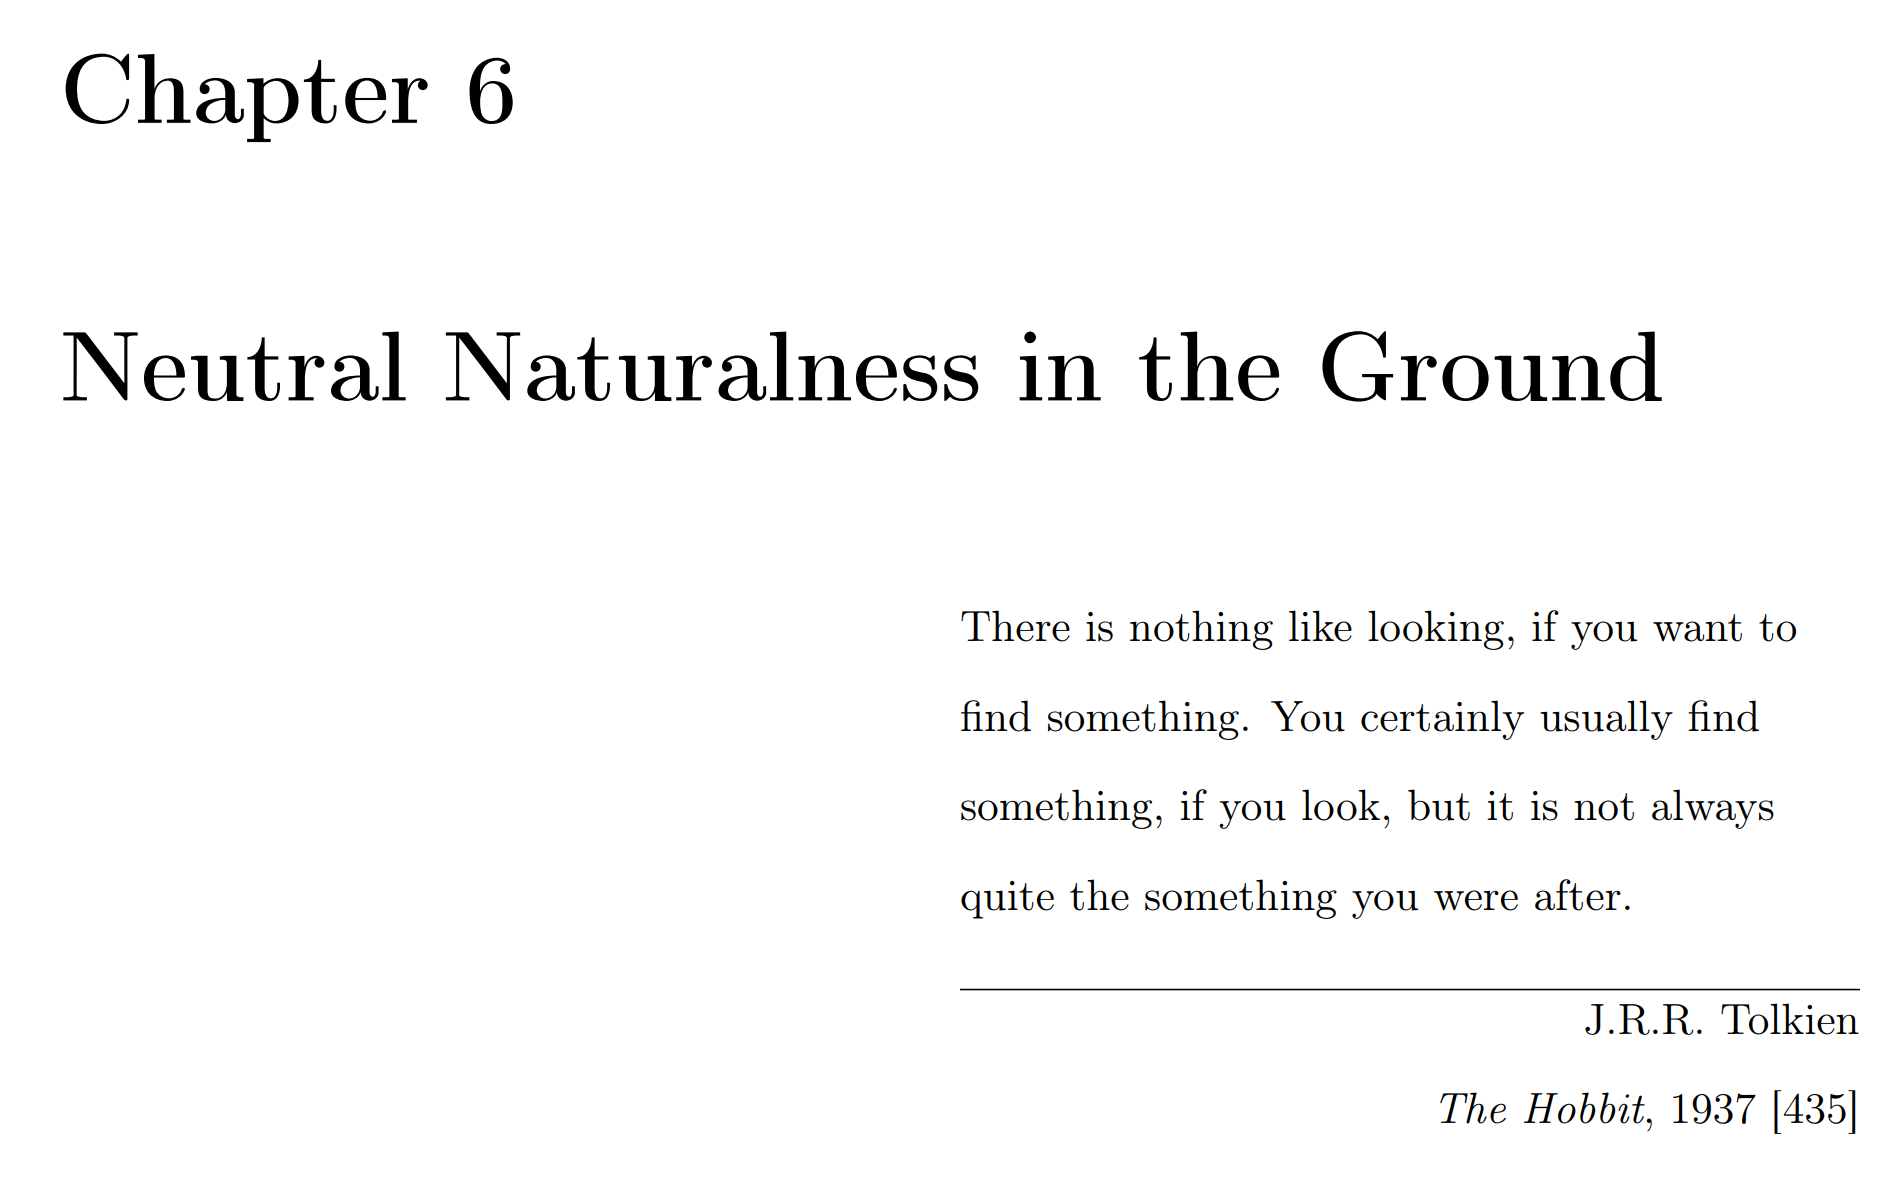 Chapter 6
Neutral Naturalness in the Ground
There is nothing like looking, if you want to
find something. You certainly usually find
something, if you look, but it is not always
quite the something you were after.
J.R.R. Tolkien
The Hobbit, 1937 [435]